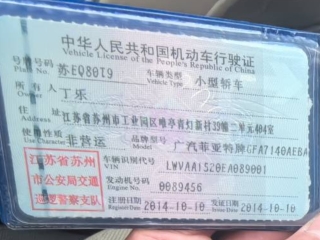 中华人民共和国机动车行驶证
Vehicle License of the People's Republic of China
号牌号码 Plate No. 苏EQ80T9 车辆类型 Vehicle Type 小型轿车
所有人 Owner 丁乐
住址 Address 江苏省苏州市工业园区唯亭青灯新村39幢二单元404室
使用性质 Use Character 非营运 品牌型号 Model 广汽菲亚特牌GFA7140AEBA
江苏省苏州 车辆识别代号 VIN LWVAA1520EA089001
市公安局交通 发动机号码 Engine No. 0089456
巡逻警察支队 注册日期 2014-10-10 发证日期 2014-10-10